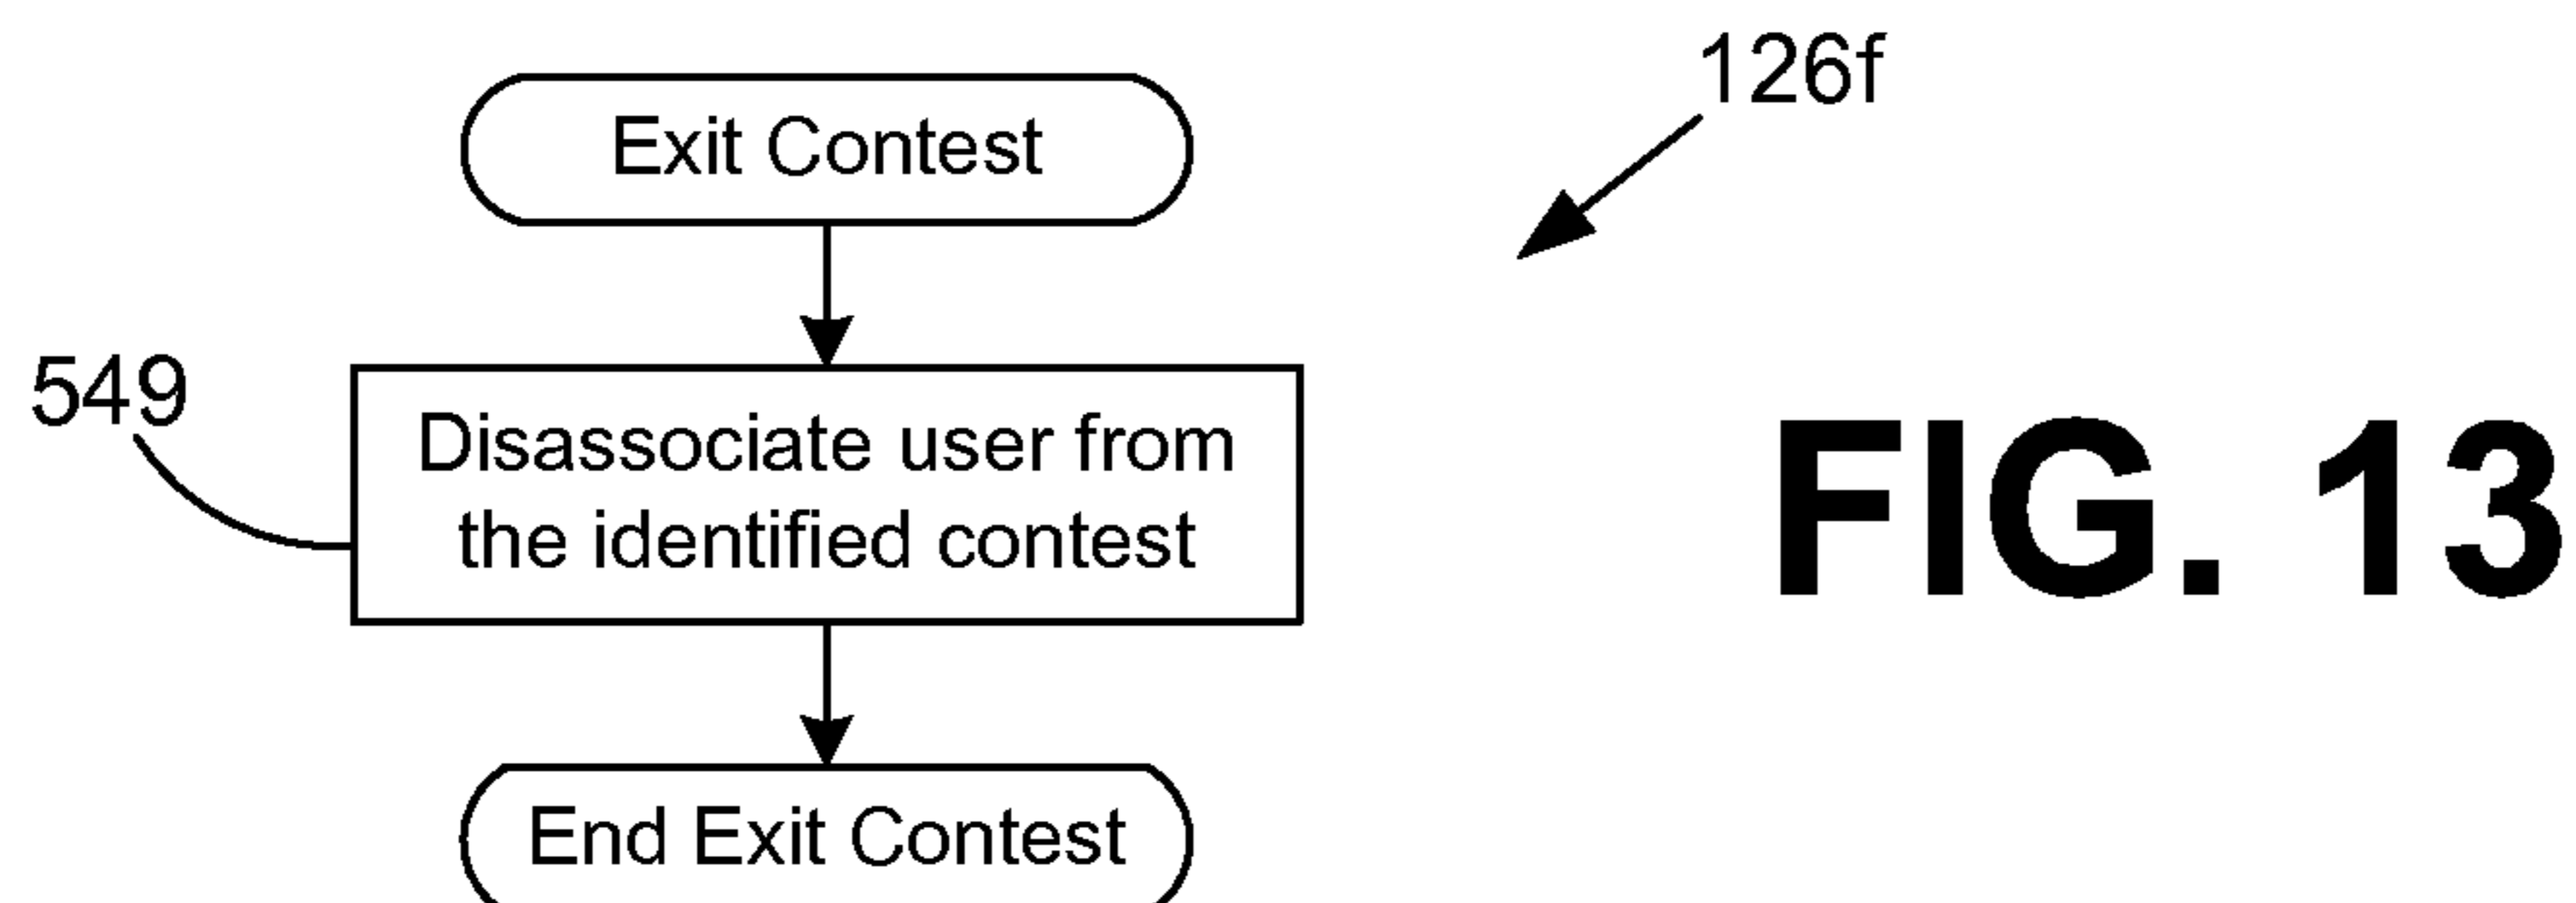 126f
Exit Contest
549
Disassociate user from
the identified contest
FIG. 13
End Exit Contest